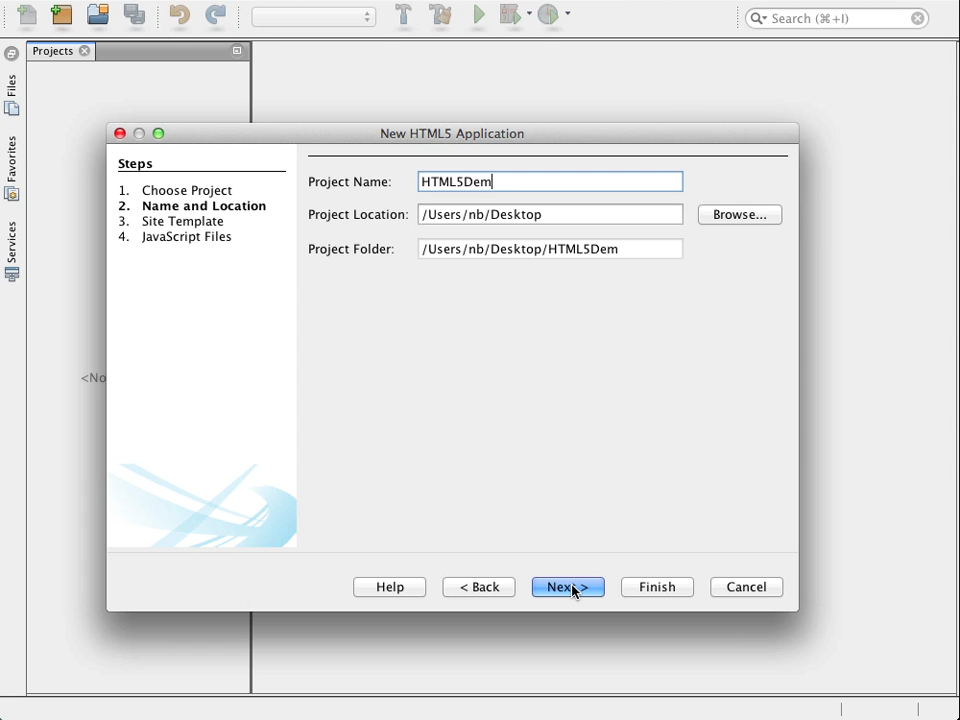 Search (⌘+I)
Projects
Files
Favorites
Services
<No
New HTML5 Application
Steps
1. Choose Project
2. Name and Location
3. Site Template
4. JavaScript Files
Project Name: HTML5Dem
Project Location: /Users/nb/Desktop Browse...
Project Folder: /Users/nb/Desktop/HTML5Dem
Help < Back Next > Finish Cancel